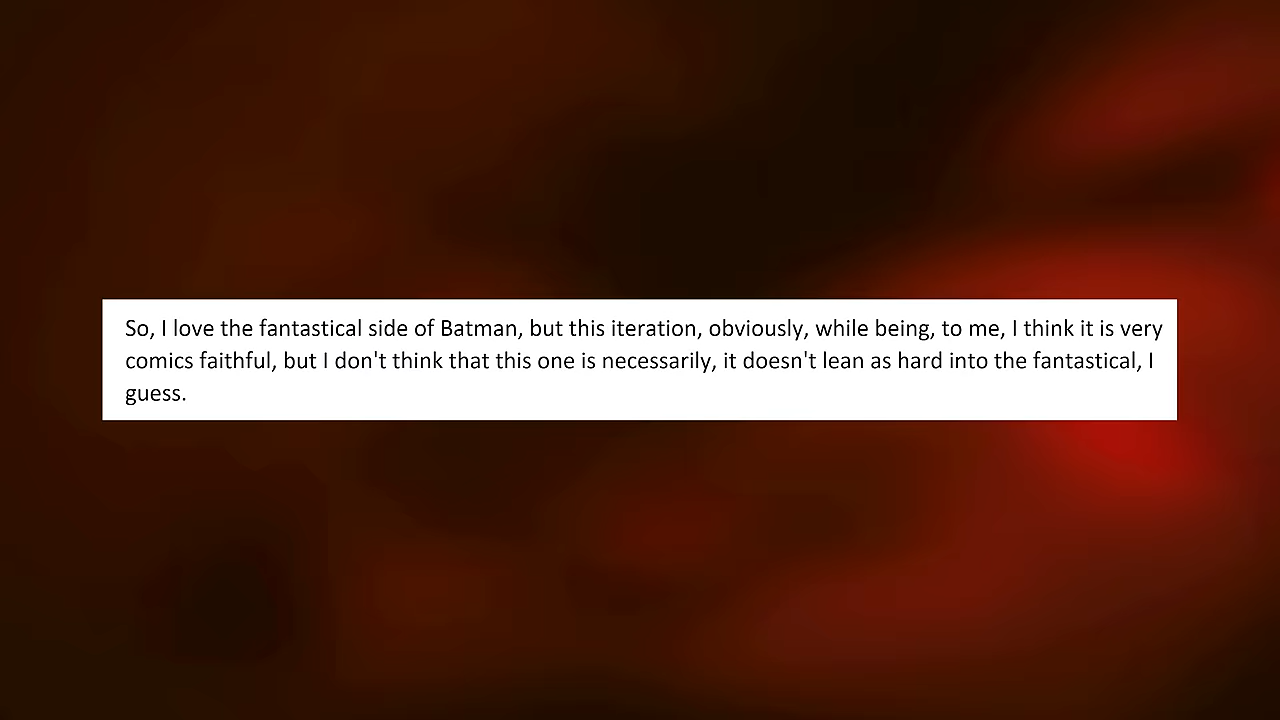 So, I love the fantastical side of Batman, but this iteration, obviously, while being, to me, I think it is very
comics faithful, but I don't think that this one is necessarily, it doesn't lean as hard into the fantastical, I
guess.